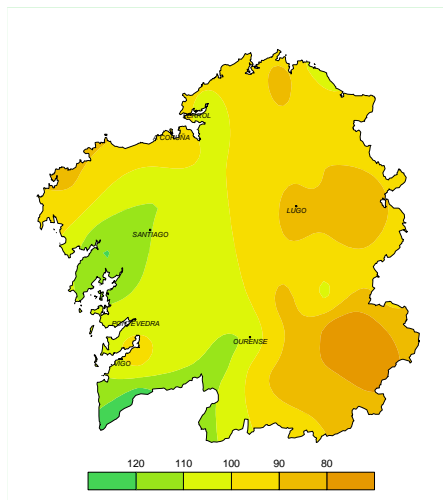 FERROL
A CORUÑA
LUGO
SANTIAGO
PONTEVEDRA
OURENSE
VIGO
120 110 100 90 80